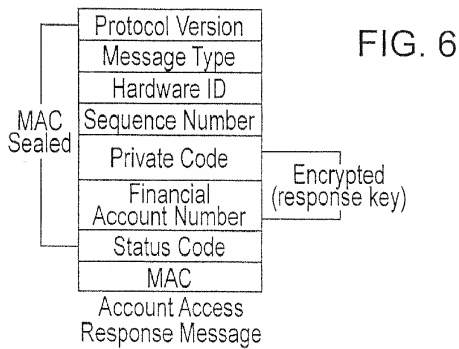 Protocol Version
FIG. 6
Message Type
Hardware ID
MAC
Sealed
Sequence Number
Private Code
Encrypted
(response key)
Financial
Account Number
Status Code
MAC
Account Access
Response Message